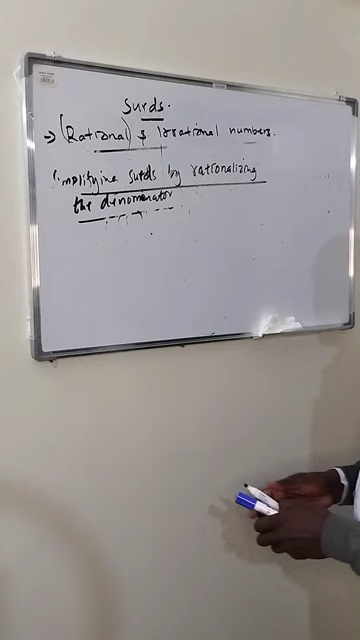 Surds.
→ (Rational) & Irrational numbers.
Simplifying surds by rationalizing
the denominator